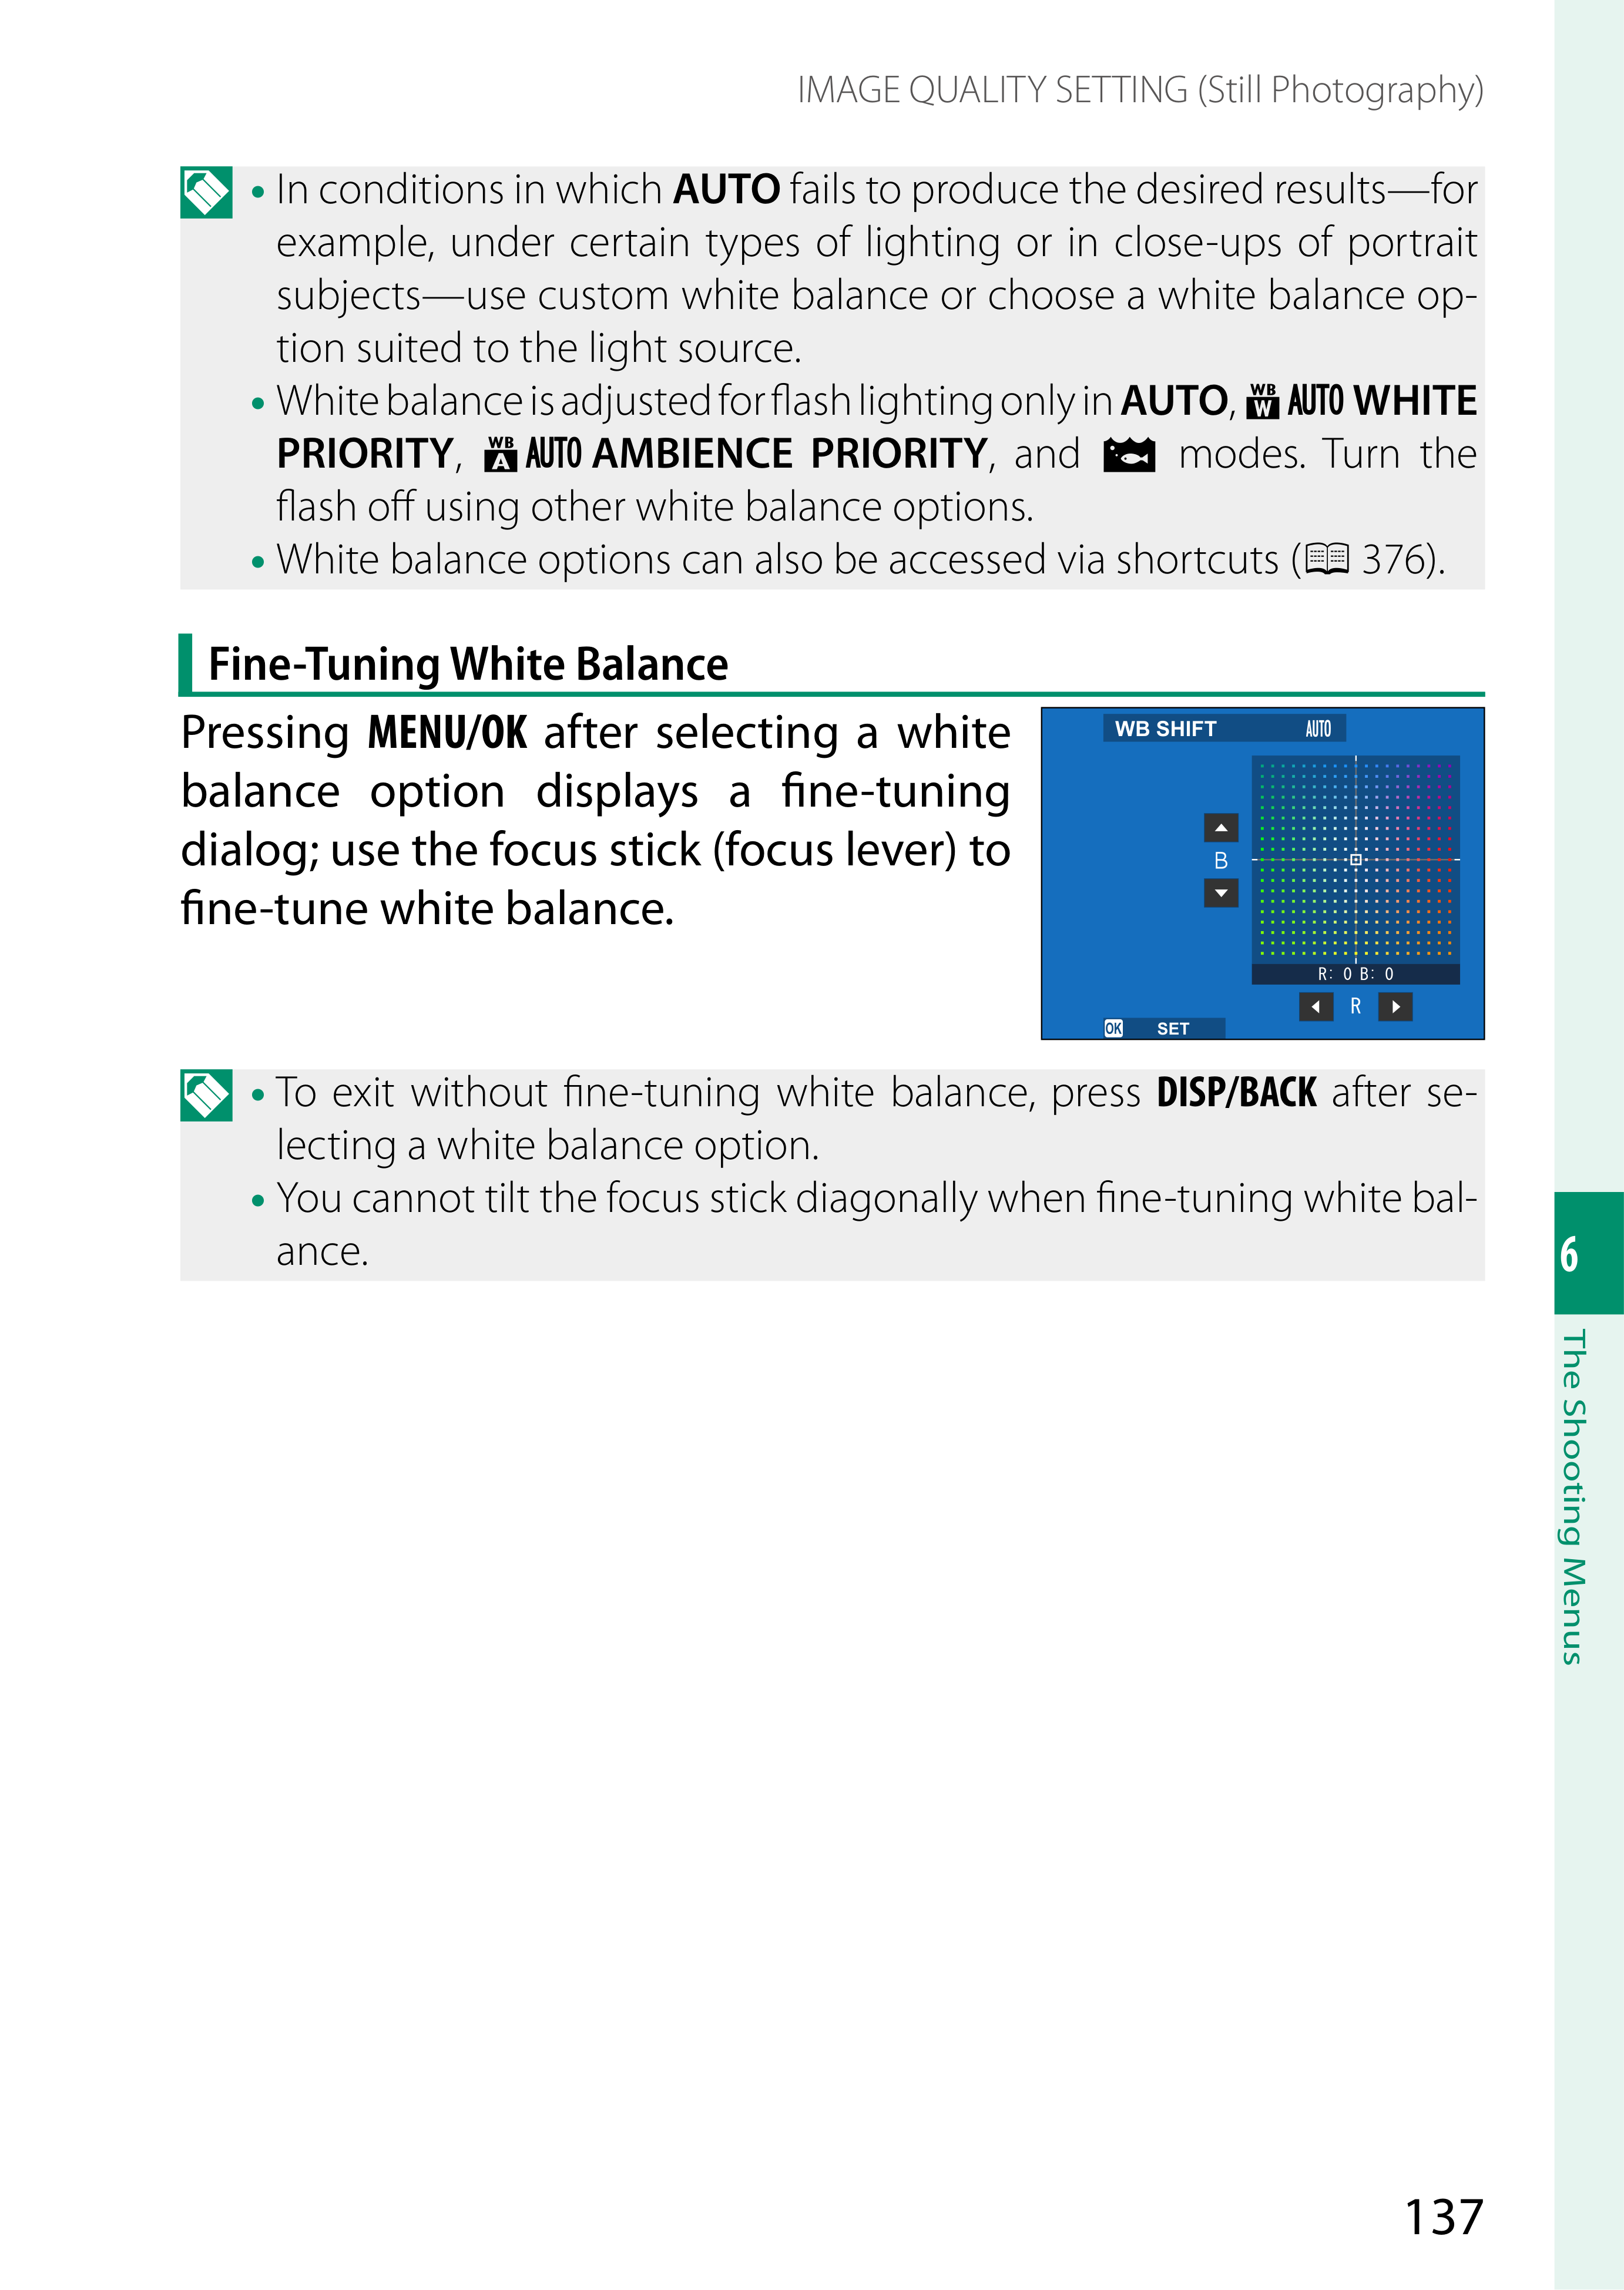 IMAGE QUALITY SETTING (Still Photography)
• In conditions in which AUTO fails to produce the desired results—for
example, under certain types of lighting or in close-ups of portrait
subjects—use custom white balance or choose a white balance op-
tion suited to the light source.
• White balance is adjusted for flash lighting only in AUTO, WB W AUTO WHITE
PRIORITY, WB A AUTO AMBIENCE PRIORITY, and modes. Turn the
flash off using other white balance options.
• White balance options can also be accessed via shortcuts ( 376).
Fine-Tuning White Balance
Pressing MENU/OK after selecting a white
balance option displays a fine-tuning
dialog; use the focus stick (focus lever) to
fine-tune white balance.
WB SHIFT AUTO
B
R: 0 B: 0
R
OK SET
• To exit without fine-tuning white balance, press DISP/BACK after se-
lecting a white balance option.
• You cannot tilt the focus stick diagonally when fine-tuning white bal-
ance.
6
The Shooting Menus
137